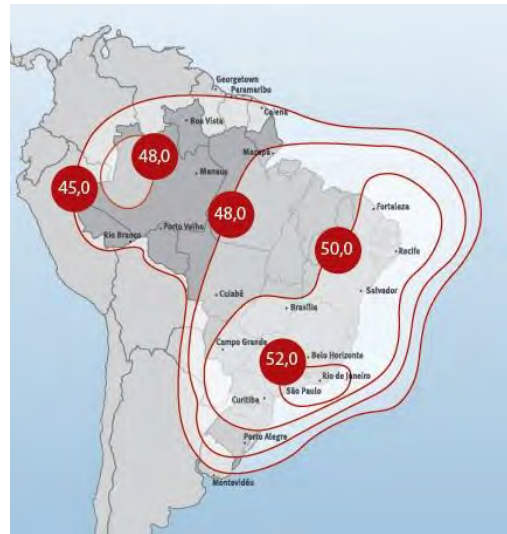 Georgetown
Paramaribo
Caiena
Boa Vista
Macapá
48,0
Manaus
45,0
48,0
Fortaleza
Porto Velho
Rio Branco
50,0
Recife
Salvador
Cuiabá
Brasília
Campo Grande
52,0
Belo Horizonte
Rio de Janeiro
São Paulo
Curitiba
Porto Alegre
Montevidéu